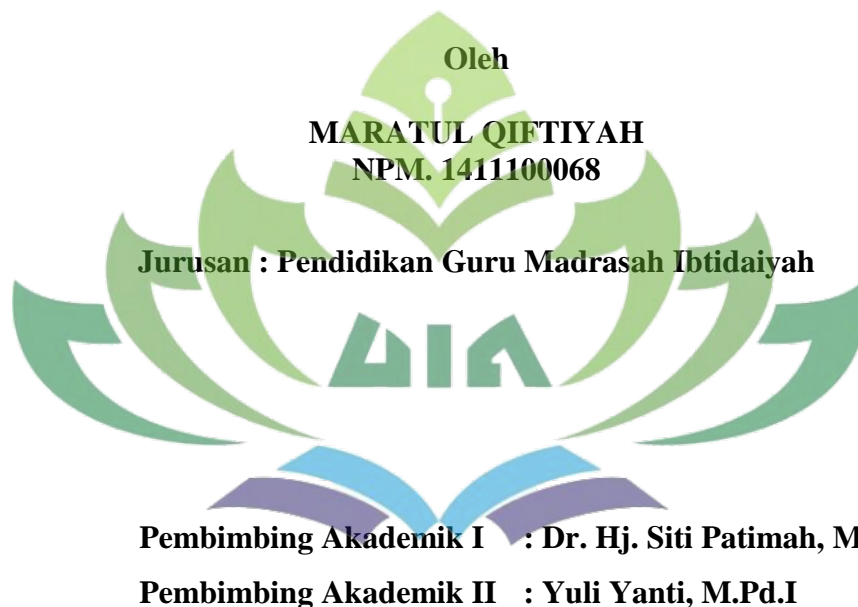 Oleh
MARATUL QIFTIYAH
NPM. 1411100068
Jurusan : Pendidikan Guru Madrasah Ibtidaiyah
UIN
Pembimbing Akademik I : Dr. Hj. Siti Patimah, M
Pembimbing Akademik II : Yuli Yanti, M.Pd.I